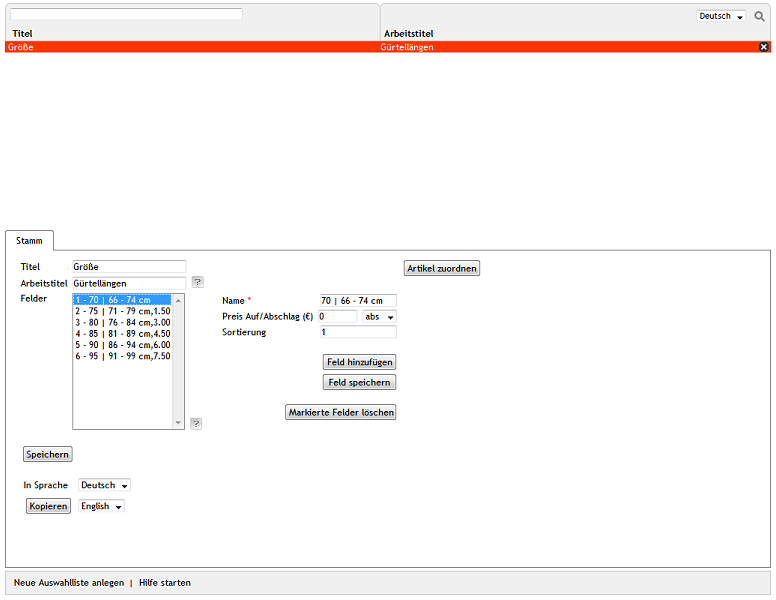 Deutsch
Titel Arbeitstitel
Größe Gürtellängen
Stamm
Titel Größe Artikel zuordnen
Arbeitstitel Gürtellängen ?
Felder
1 - 70 | 66 - 74 cm
2 - 75 | 71 - 79 cm,1.50
3 - 80 | 76 - 84 cm,3.00
4 - 85 | 81 - 89 cm,4.50
5 - 90 | 86 - 94 cm,6.00
6 - 95 | 91 - 99 cm,7.50
?
Name * 70 | 66 - 74 cm
Preis Auf/Abschlag (€) 0 abs
Sortierung 1
Feld hinzufügen
Feld speichern
Markierte Felder löschen
Speichern
In Sprache Deutsch
Kopieren English
Neue Auswahlliste anlegen | Hilfe starten